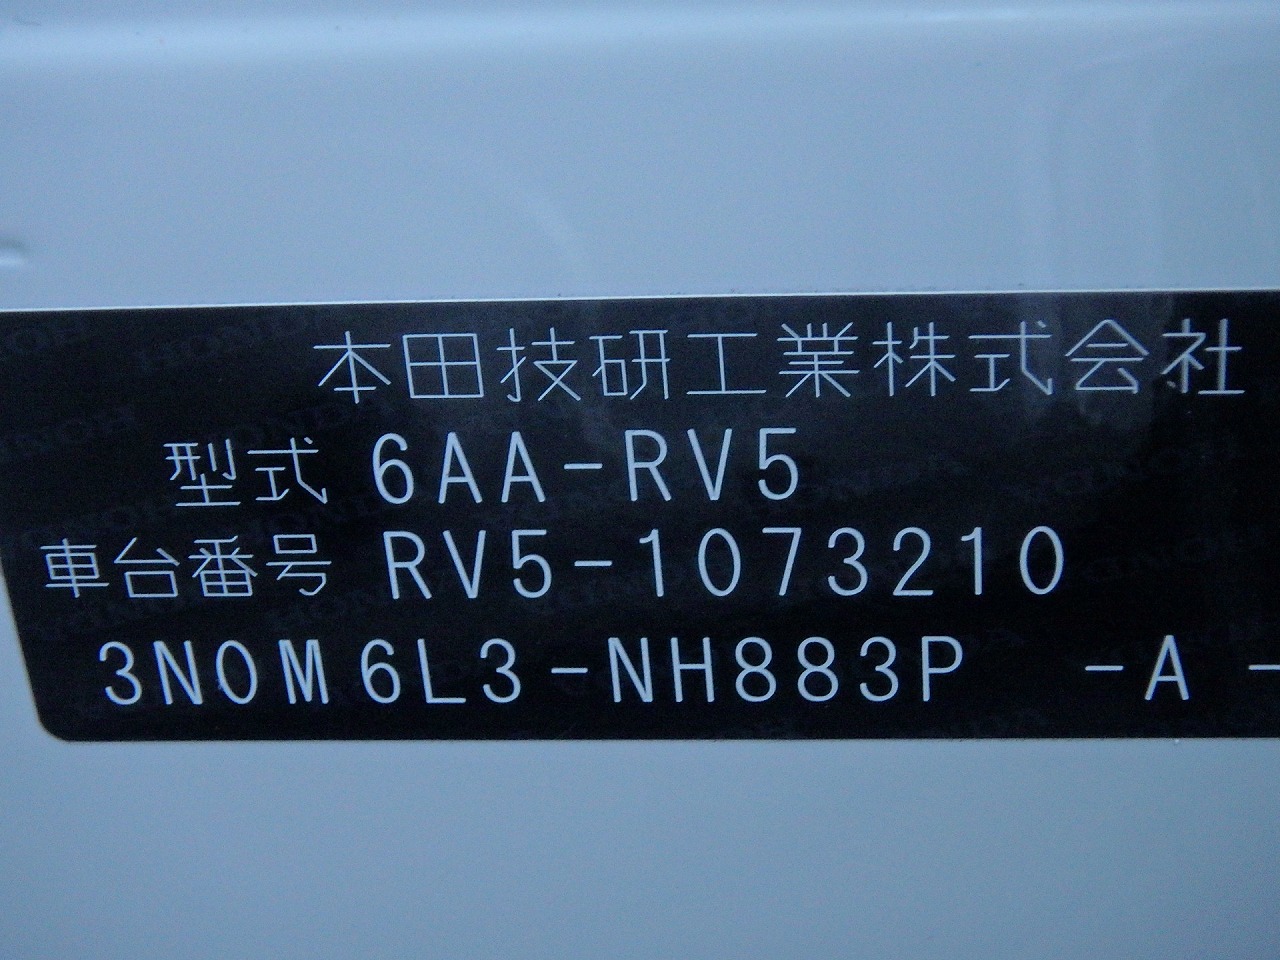 本田技研工業株式会社
型式 6AA-RV5
車台番号 RV5-1073210
3N0M6L3-NH883P -A -